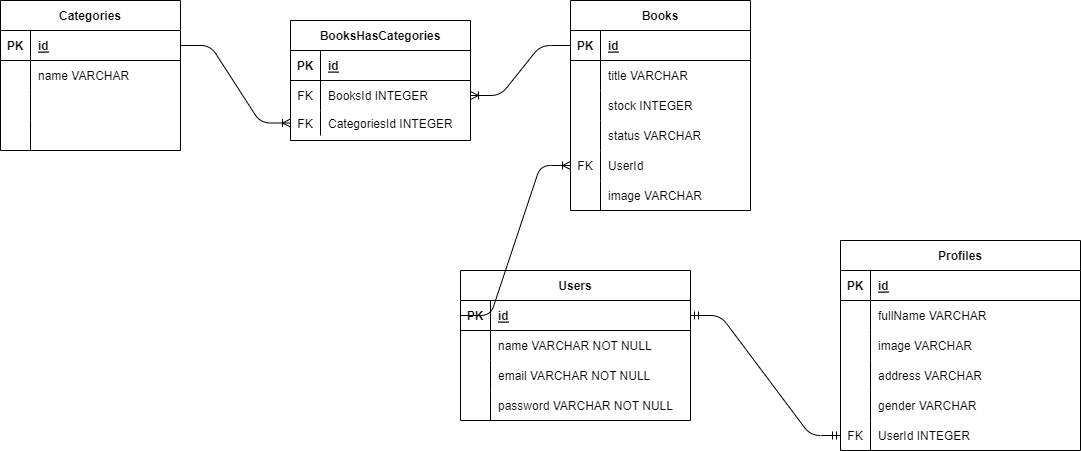 Categories
PK id
name VARCHAR
BooksHasCategories
PK id
FK BooksId INTEGER
FK CategoriesId INTEGER
Books
PK id
title VARCHAR
stock INTEGER
status VARCHAR
FK UserId
image VARCHAR
Users
PK id
name VARCHAR NOT NULL
email VARCHAR NOT NULL
password VARCHAR NOT NULL
Profiles
PK id
fullName VARCHAR
image VARCHAR
address VARCHAR
gender VARCHAR
FK UserId INTEGER